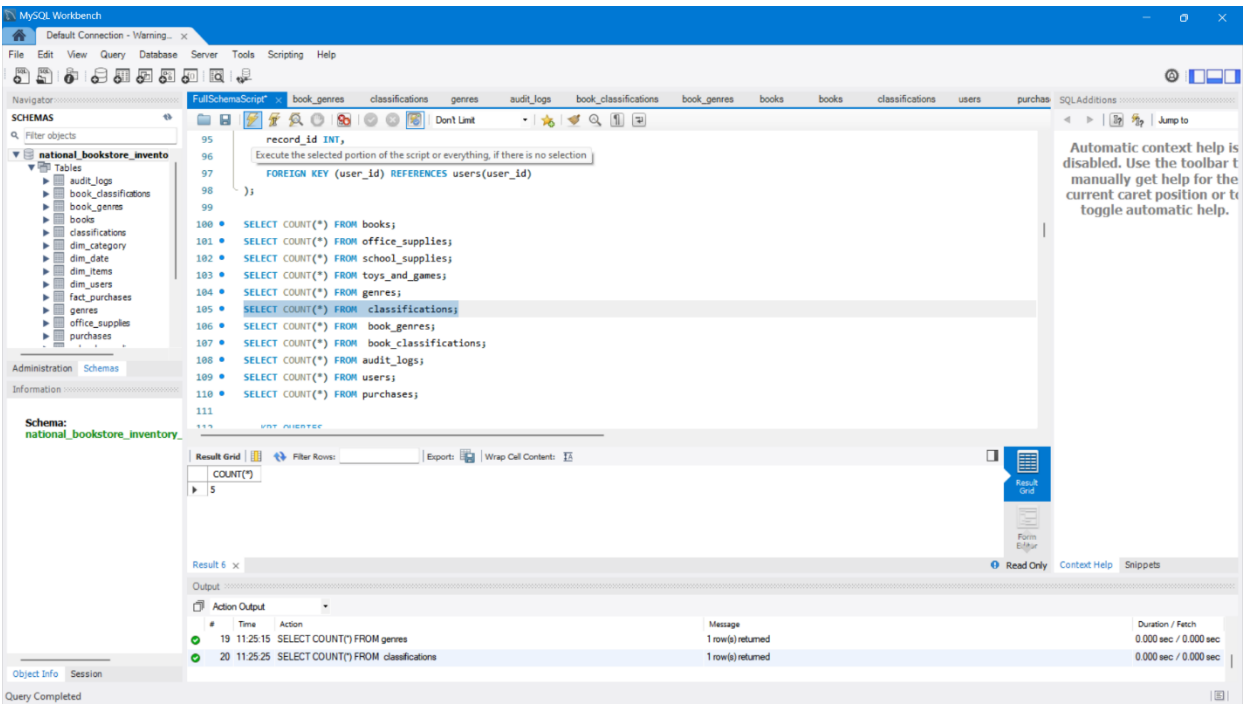 MySQL Workbench
Default Connection - Warning...
File Edit View Query Database Server Tools Scripting Help
Navigator
SCHEMAS
Filter objects
national_bookstore_invento
Tables
audit_logs
book_classifications
book_genres
books
classifications
dim_category
dim_date
dim_items
dim_users
fact_purchases
genres
office_supplies
purchases
Administration Schemas
Information
Schema:
national_bookstore_inventory_
Object Info Session
FullSchemaScript* book_genres classifications genres audit_logs book_classifications book_genres books books classifications users purchas
Don't Limit
95 record_id INT,
96 Execute the selected portion of the script or everything, if there is no selection
97 FOREIGN KEY (user_id) REFERENCES users(user_id)
98 );
99
100 SELECT COUNT(*) FROM books;
101 SELECT COUNT(*) FROM office_supplies;
102 SELECT COUNT(*) FROM school_supplies;
103 SELECT COUNT(*) FROM toys_and_games;
104 SELECT COUNT(*) FROM genres;
105 SELECT COUNT(*) FROM  classifications;
106 SELECT COUNT(*) FROM  book_genres;
107 SELECT COUNT(*) FROM  book_classifications;
108 SELECT COUNT(*) FROM audit_logs;
109 SELECT COUNT(*) FROM users;
110 SELECT COUNT(*) FROM purchases;
111
112 KPI QUERIES
Result Grid Filter Rows: Export: Wrap Cell Content:
COUNT(*)
5
Result Grid
Form Editor
Result 6
Read Only
SQLAdditions
Jump to
Automatic context help is
disabled. Use the toolbar t
manually get help for the
current caret position or to
toggle automatic help.
Context Help Snippets
Output
Action Output
# Time Action Message Duration / Fetch
19 11:25:15 SELECT COUNT(*) FROM genres 1 row(s) returned 0.000 sec / 0.000 sec
20 11:25:25 SELECT COUNT(*) FROM  classifications 1 row(s) returned 0.000 sec / 0.000 sec
Query Completed